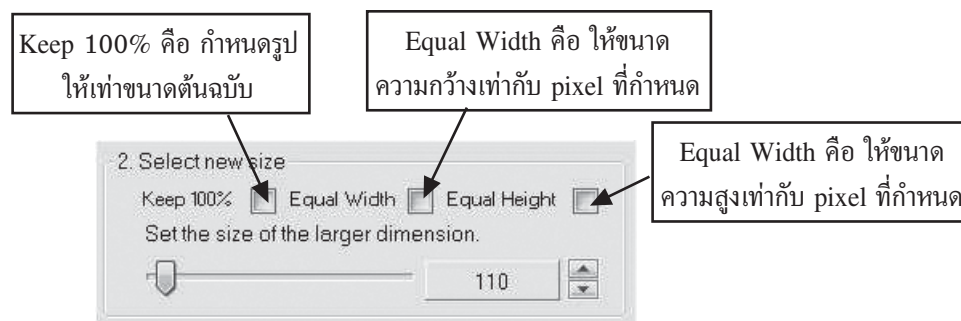 Keep 100% คือ กำหนดรูป
ให้เท่าขนาดต้นฉบับ
Equal Width คือ ให้ขนาด
ความกว้างเท่ากับ pixel ที่กำหนด
Equal Width คือ ให้ขนาด
ความสูงเท่ากับ pixel ที่กำหนด
2. Select new size
Keep 100% Equal Width Equal Height
Set the size of the larger dimension.
110